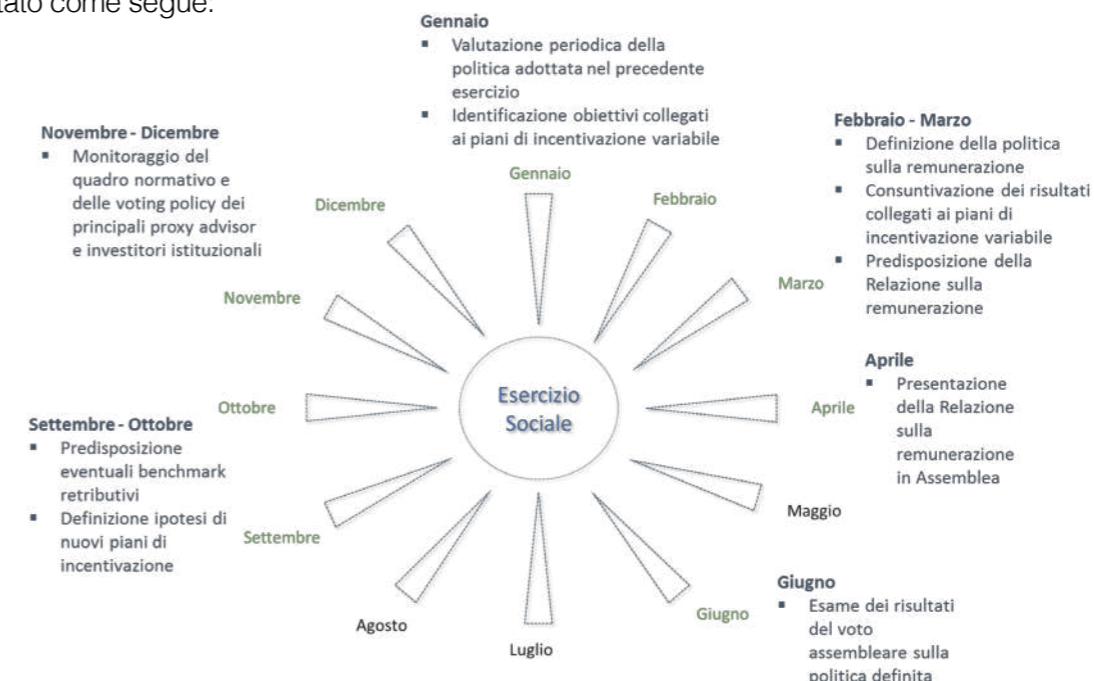 tato come segue:
Gennaio
▪ Valutazione periodica della
politica adottata nel precedente
esercizio
▪ Identificazione obiettivi collegati
ai piani di incentivazione variabile
Novembre - Dicembre
▪ Monitoraggio del
quadro normativo e
delle voting policy dei
principali proxy advisor
e investitori istituzionali
Febbraio - Marzo
▪ Definizione della politica
sulla remunerazione
▪ Consuntivazione dei risultati
collegati ai piani di
incentivazione variabile
▪ Predisposizione della
Relazione sulla
remunerazione
Gennaio
Febbraio
Dicembre
Marzo
Novembre
Aprile
▪ Presentazione
della Relazione
sulla
remunerazione
in Assemblea
Esercizio
Sociale
Ottobre
Aprile
Settembre - Ottobre
▪ Predisposizione
eventuali benchmark
retributivi
▪ Definizione ipotesi di
nuovi piani di
incentivazione
Settembre
Maggio
Agosto
Luglio
Giugno
Giugno
▪ Esame dei risultati
del voto
assembleare sulla
politica definita